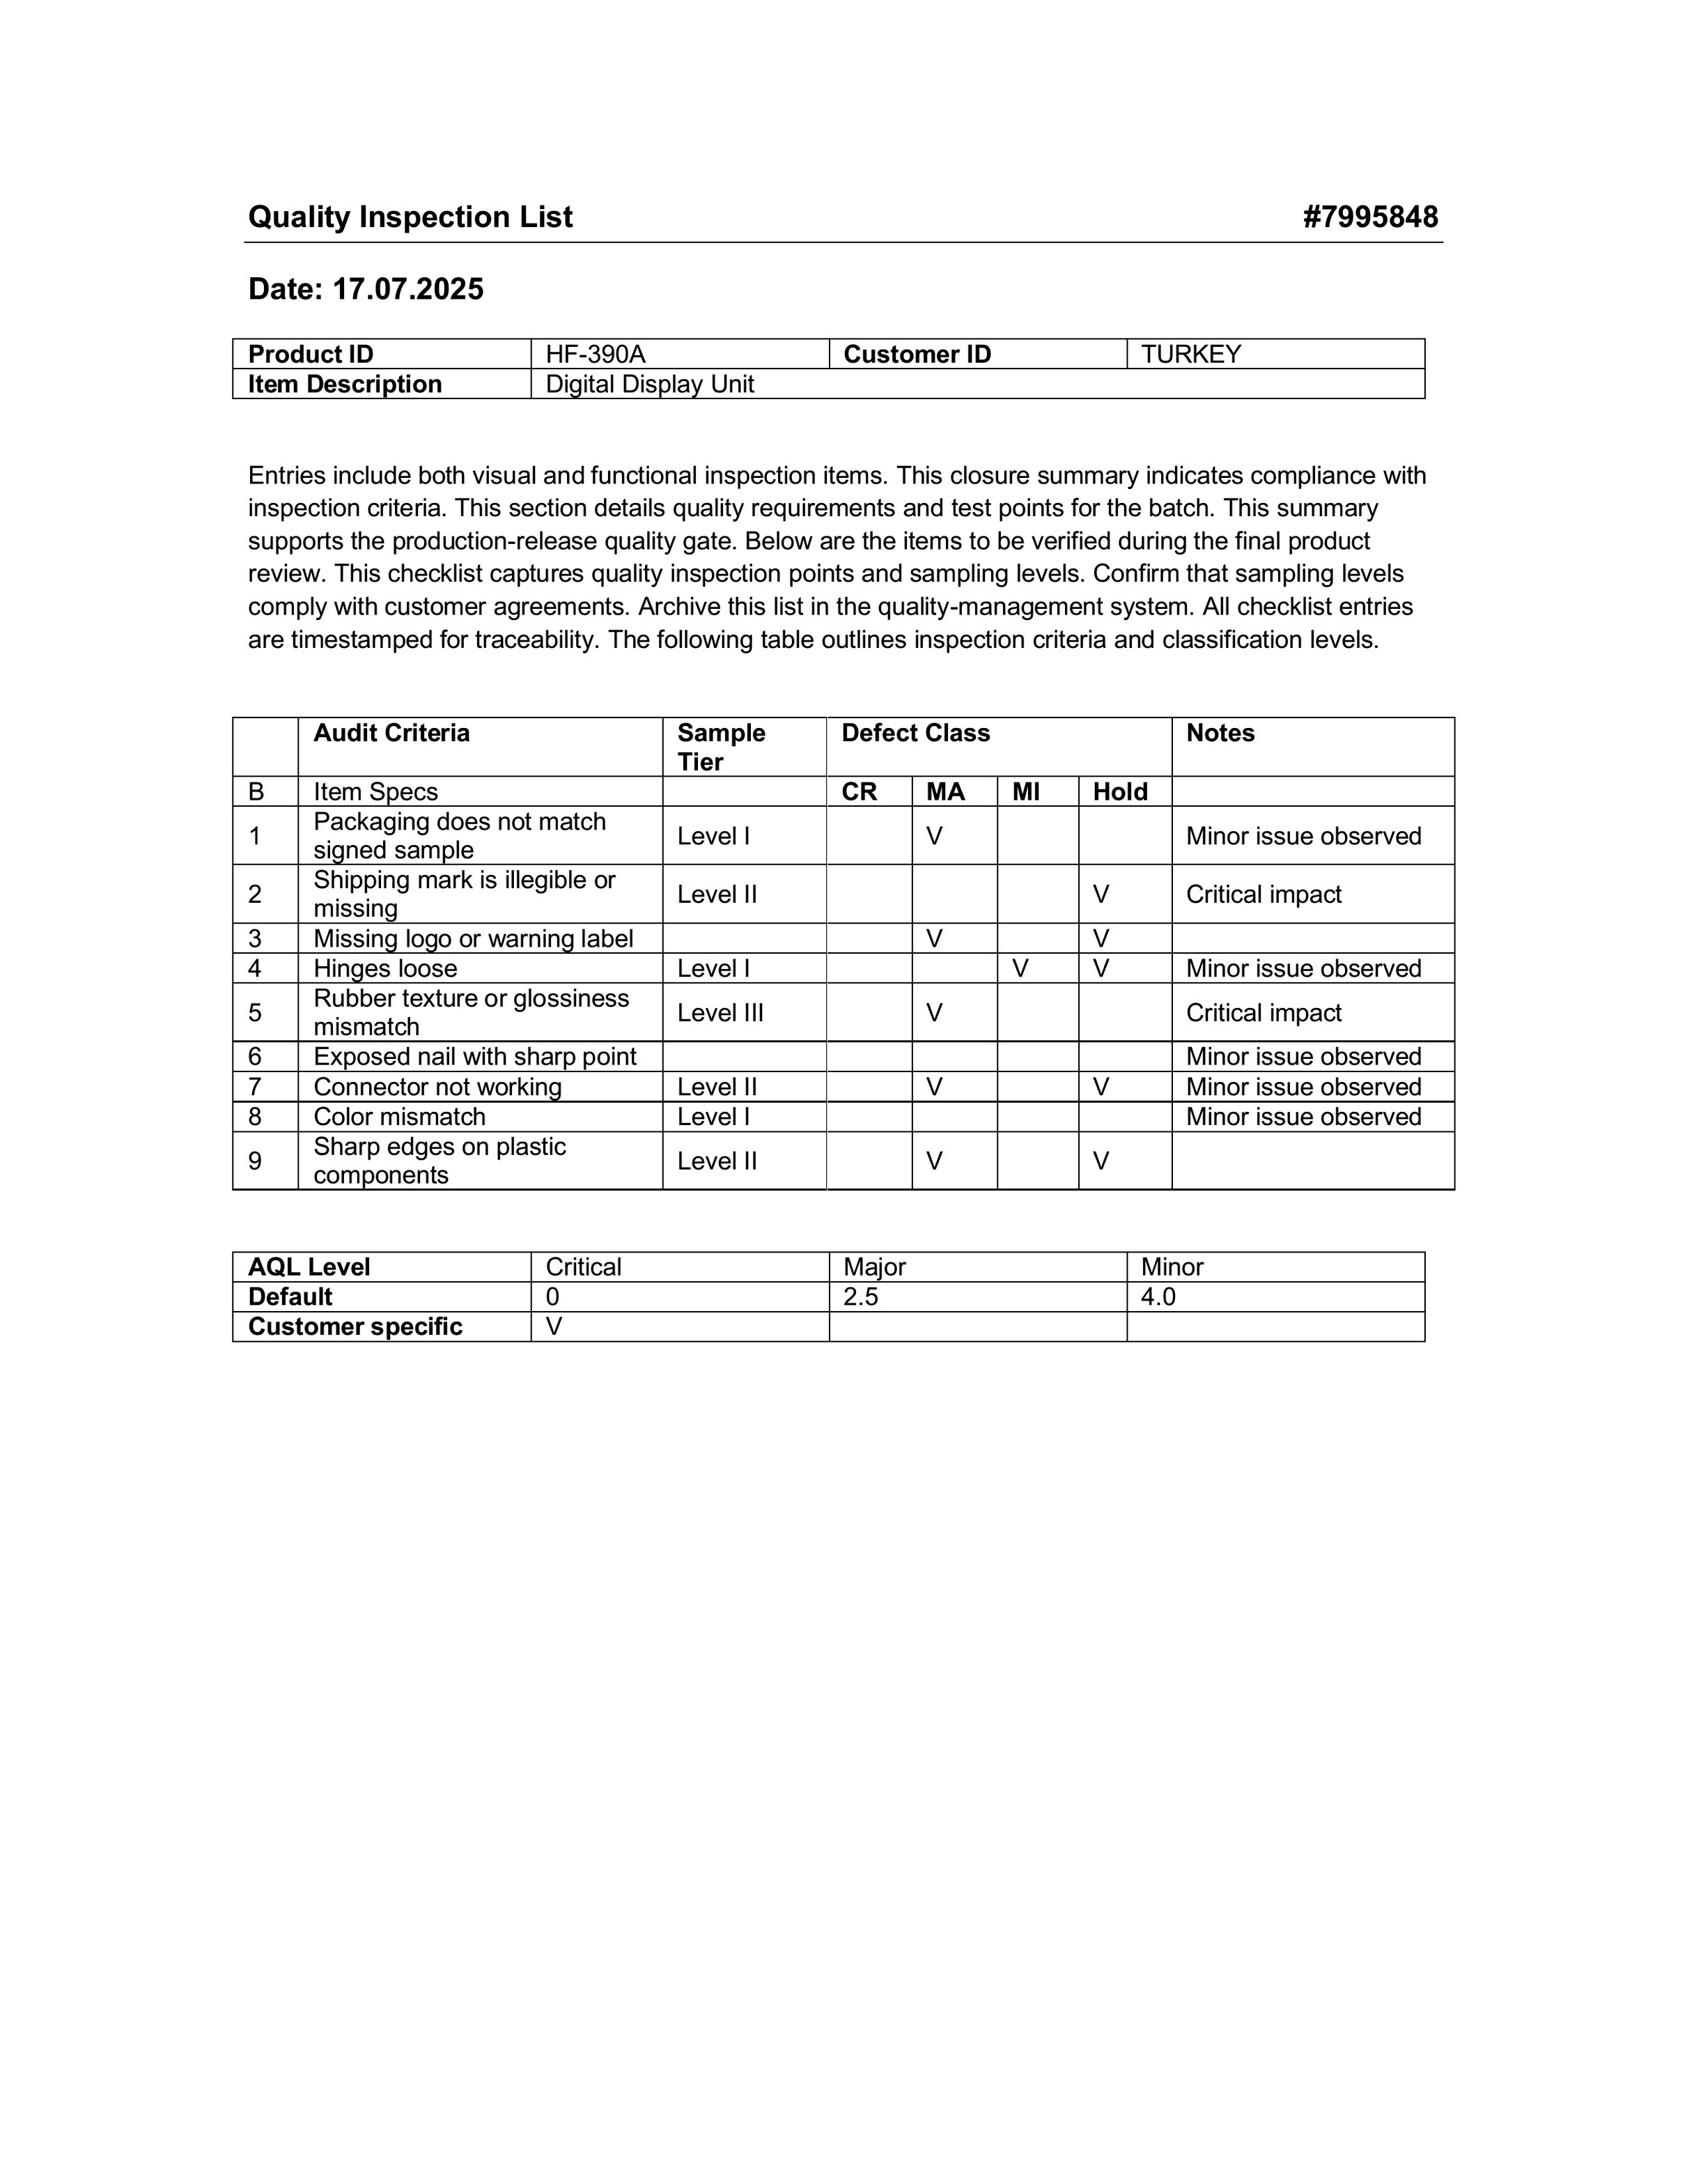 Quality Inspection List #7995848
Date: 17.07.2025
Product ID HF-390A Customer ID TURKEY
Item Description Digital Display Unit
Entries include both visual and functional inspection items. This closure summary indicates compliance with
inspection criteria. This section details quality requirements and test points for the batch. This summary
supports the production-release quality gate. Below are the items to be verified during the final product
review. This checklist captures quality inspection points and sampling levels. Confirm that sampling levels
comply with customer agreements. Archive this list in the quality-management system. All checklist entries
are timestamped for traceability. The following table outlines inspection criteria and classification levels.
Audit Criteria Sample Tier Defect Class Notes
B Item Specs CR MA MI Hold
1 Packaging does not match signed sample Level I V Minor issue observed
2 Shipping mark is illegible or missing Level II V Critical impact
3 Missing logo or warning label V V
4 Hinges loose Level I V V Minor issue observed
5 Rubber texture or glossiness mismatch Level III V Critical impact
6 Exposed nail with sharp point Minor issue observed
7 Connector not working Level II V V Minor issue observed
8 Color mismatch Level I Minor issue observed
9 Sharp edges on plastic components Level II V V
AQL Level Critical Major Minor
Default 0 2.5 4.0
Customer specific V